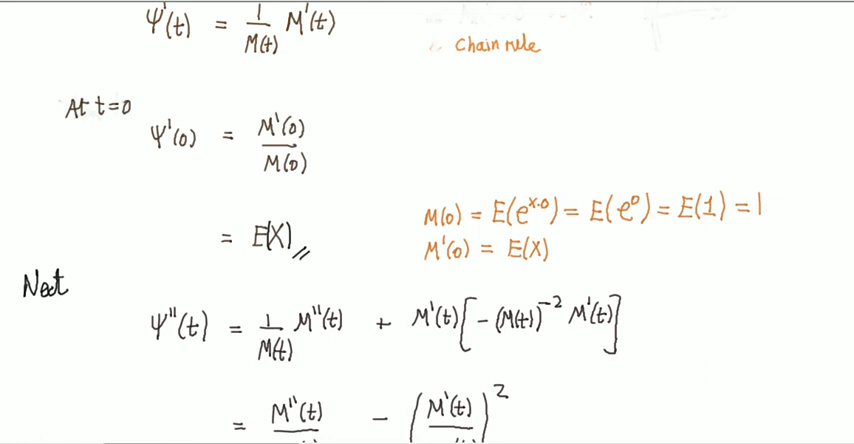 Ψ'(t) = 1/M(t) M'(t)
Chain rule
At t=0
Ψ'(0) = M'(0)/M(0)
= E(X)
M(0) = E(e^{X·0}) = E(e^0) = E(1) = 1
M'(0) = E(X)
Next
Ψ''(t) = 1/M(t) M''(t) + M'(t)[-(M(t))^{-2} M'(t)]
= M''(t) - (M'(t))^2